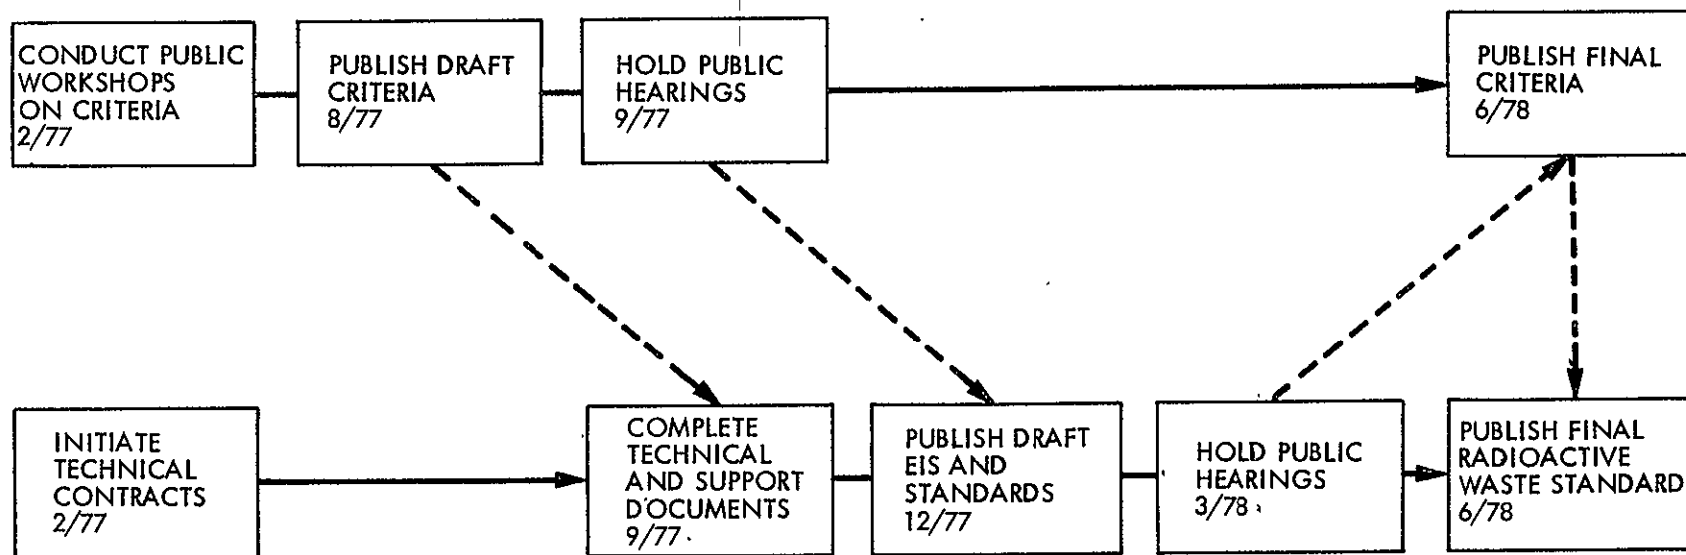 CONDUCT PUBLIC
WORKSHOPS
ON CRITERIA
2/77
PUBLISH DRAFT
CRITERIA
8/77
HOLD PUBLIC
HEARINGS
9/77
PUBLISH FINAL
CRITERIA
6/78
INITIATE
TECHNICAL
CONTRACTS
2/77
COMPLETE
TECHNICAL
AND SUPPORT
DOCUMENTS
9/77
PUBLISH DRAFT
EIS AND
STANDARDS
12/77
HOLD PUBLIC
HEARINGS
3/78
PUBLISH FINAL
RADIOACTIVE
WASTE STANDARD
6/78